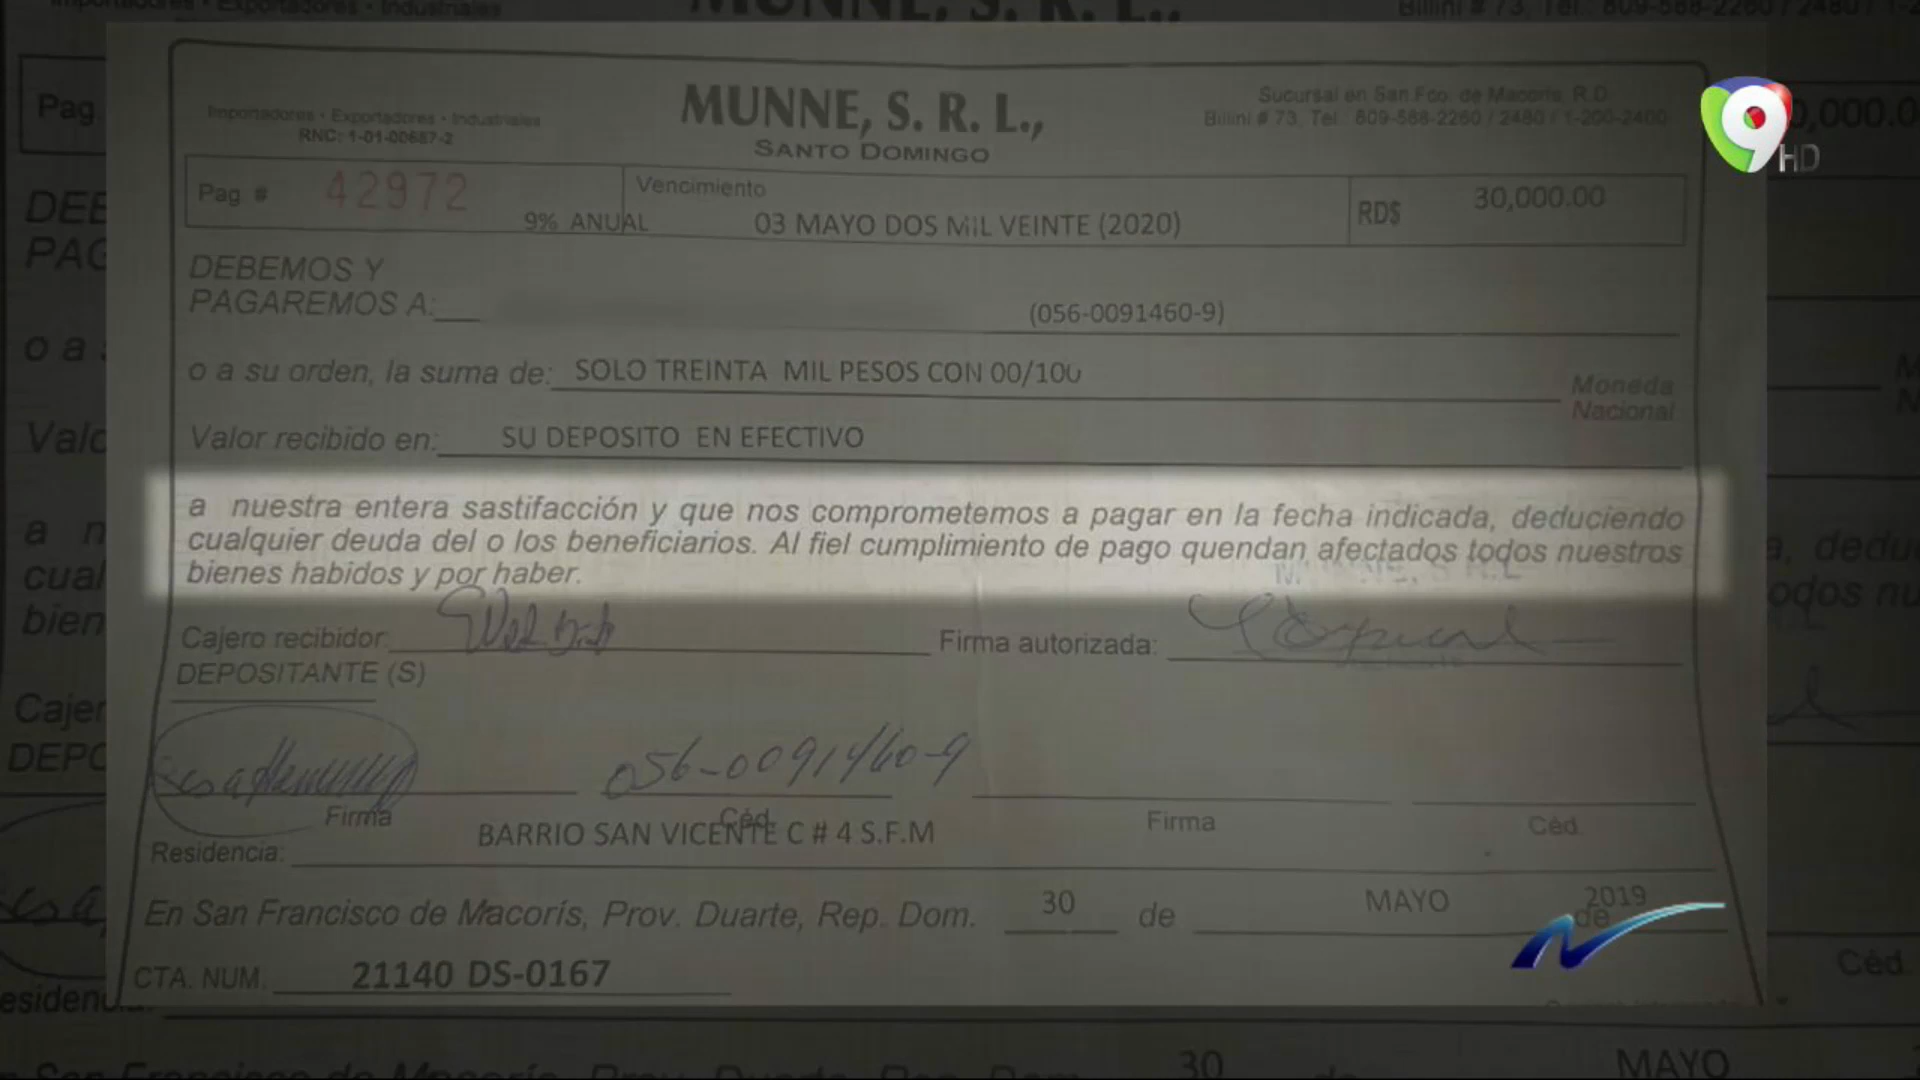 MUNNE, S. R. L.,
SANTO DOMINGO
Importadores · Exportadores · Industriales
RNC: 1-01-00687-2
Sucursal en San Fco. de Macorís, R.D.
Billini # 73, Tel.: 809-588-2260 / 2480 / 1-200-2400
9
HD
Pag # 42972
9% ANUAL
Vencimiento
03 MAYO DOS MIL VEINTE (2020)
RD$ 30,000.00
DEBEMOS Y
PAGAREMOS A: (056-0091460-9)
o a su orden, la suma de: SOLO TREINTA MIL PESOS CON 00/100
Moneda
Nacional
Valor recibido en: SU DEPOSITO EN EFECTIVO
a nuestra entera sastifacción y que nos comprometemos a pagar en la fecha indicada, deduciendo
cualquier deuda del o los beneficiarios. Al fiel cumplimiento de pago quendan afectados todos nuestros
bienes habidos y por haber.
MUNNE, S. R. L.
Cajero recibidor: Firma autorizada:
DEPOSITANTE (S)
056-0091460-9
Firma Céd. Firma Céd.
Residencia: BARRIO SAN VICENTE C # 4 S.F.M
En San Francisco de Macorís, Prov. Duarte, Rep. Dom. 30 de MAYO de 2019
CTA. NUM. 21140 DS-0167